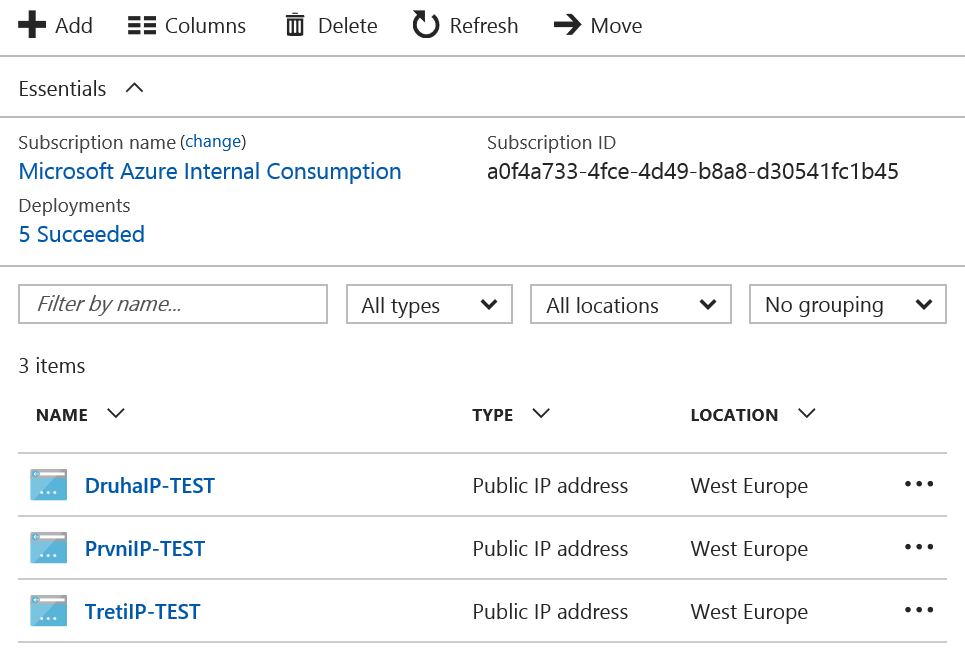 Add Columns Delete Refresh Move
Essentials
Subscription name (change) Subscription ID
Microsoft Azure Internal Consumption a0f4a733-4fce-4d49-b8a8-d30541fc1b45
Deployments
5 Succeeded
Filter by name... All types All locations No grouping
3 items
NAME TYPE LOCATION
DruhaIP-TEST Public IP address West Europe
PrvniIP-TEST Public IP address West Europe
TretiIP-TEST Public IP address West Europe